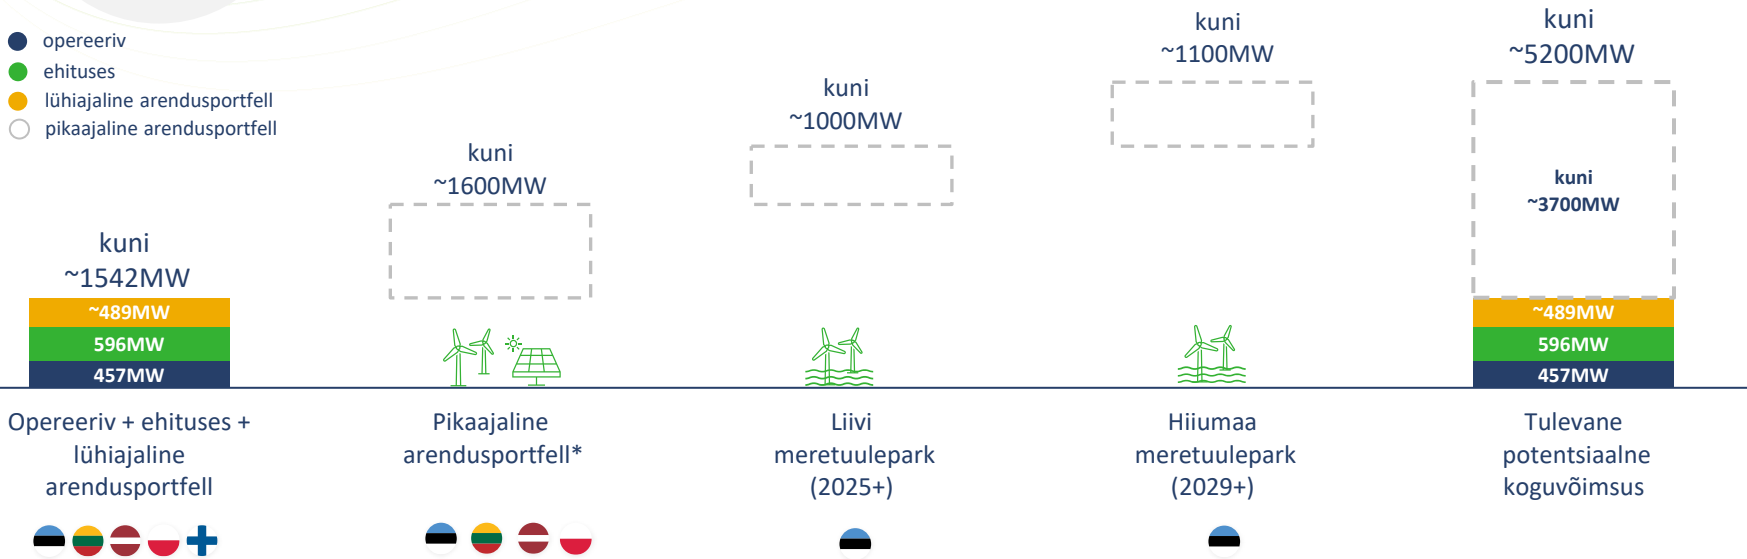 opereeriv
ehituses
lühiajaline arendusportfell
pikaajaline arendusportfell
kuni
~1542MW
~489MW
596MW
457MW
Opereeriv + ehituses +
lühiajaline
arendusportfell
kuni
~1600MW
Pikaajaline
arendusportfell*
kuni
~1000MW
Liivi
meretuulepark
(2025+)
kuni
~1100MW
Hiiumaa
meretuulepark
(2029+)
kuni
~5200MW
kuni
~3700MW
~489MW
596MW
457MW
Tulevane
potentsiaalne
koguvõimsus